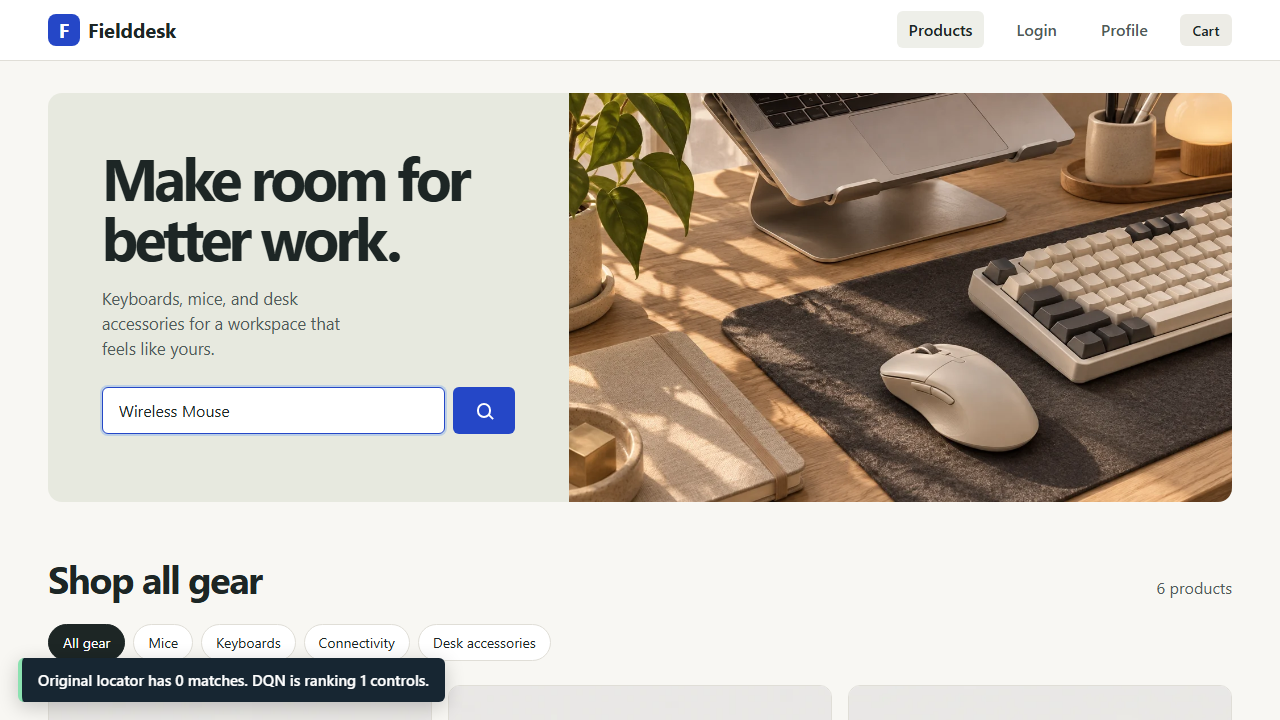 F Fielddesk Products Login Profile Cart
Make room for
better work.
Keyboards, mice, and desk
accessories for a workspace that
feels like yours.
Wireless Mouse
Shop all gear
6 products
All gear Mice Keyboards Connectivity Desk accessories
Original locator has 0 matches. DQN is ranking 1 controls.